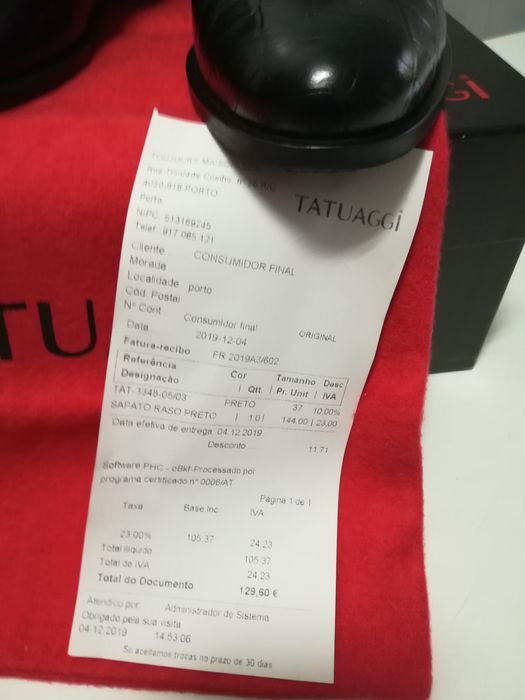 TATUAGGi
4050-618 PORTO
Porto
NIPC. 513169245
Telef. 917 085 121
Cliente CONSUMIDOR FINAL
Morada
Localidade porto
Cód. Postal
Nº Cont. Consumidor final ORIGINAL
Data 2019-12-04
Fatura-recibo FR 2019A3/602
Referência Cor Tamanho Desc
Designação Qtt. Pr. Unit IVA
TAT-3348-05/03 PRETO 37 10,00%
SAPATO RASO PRETO 1.0 144.00 23,00
Data efetiva de entrega 04.12.2019
Desconto 11,71
Software PHC - oBkf-Processado por
programa certificado nº 0006/AT
Página 1 de 1
Taxa Base Inc. IVA
23.00% 105,37 24,23
Total líquido 105,37
Total de IVA 24,23
Total do Documento 129,60 €
Atendido por Administrador de Sistema
Obrigado pela sua visita
04.12.2019 14:53:06
So aceitamos trocas no prazo de 30 dias
TU
Gi